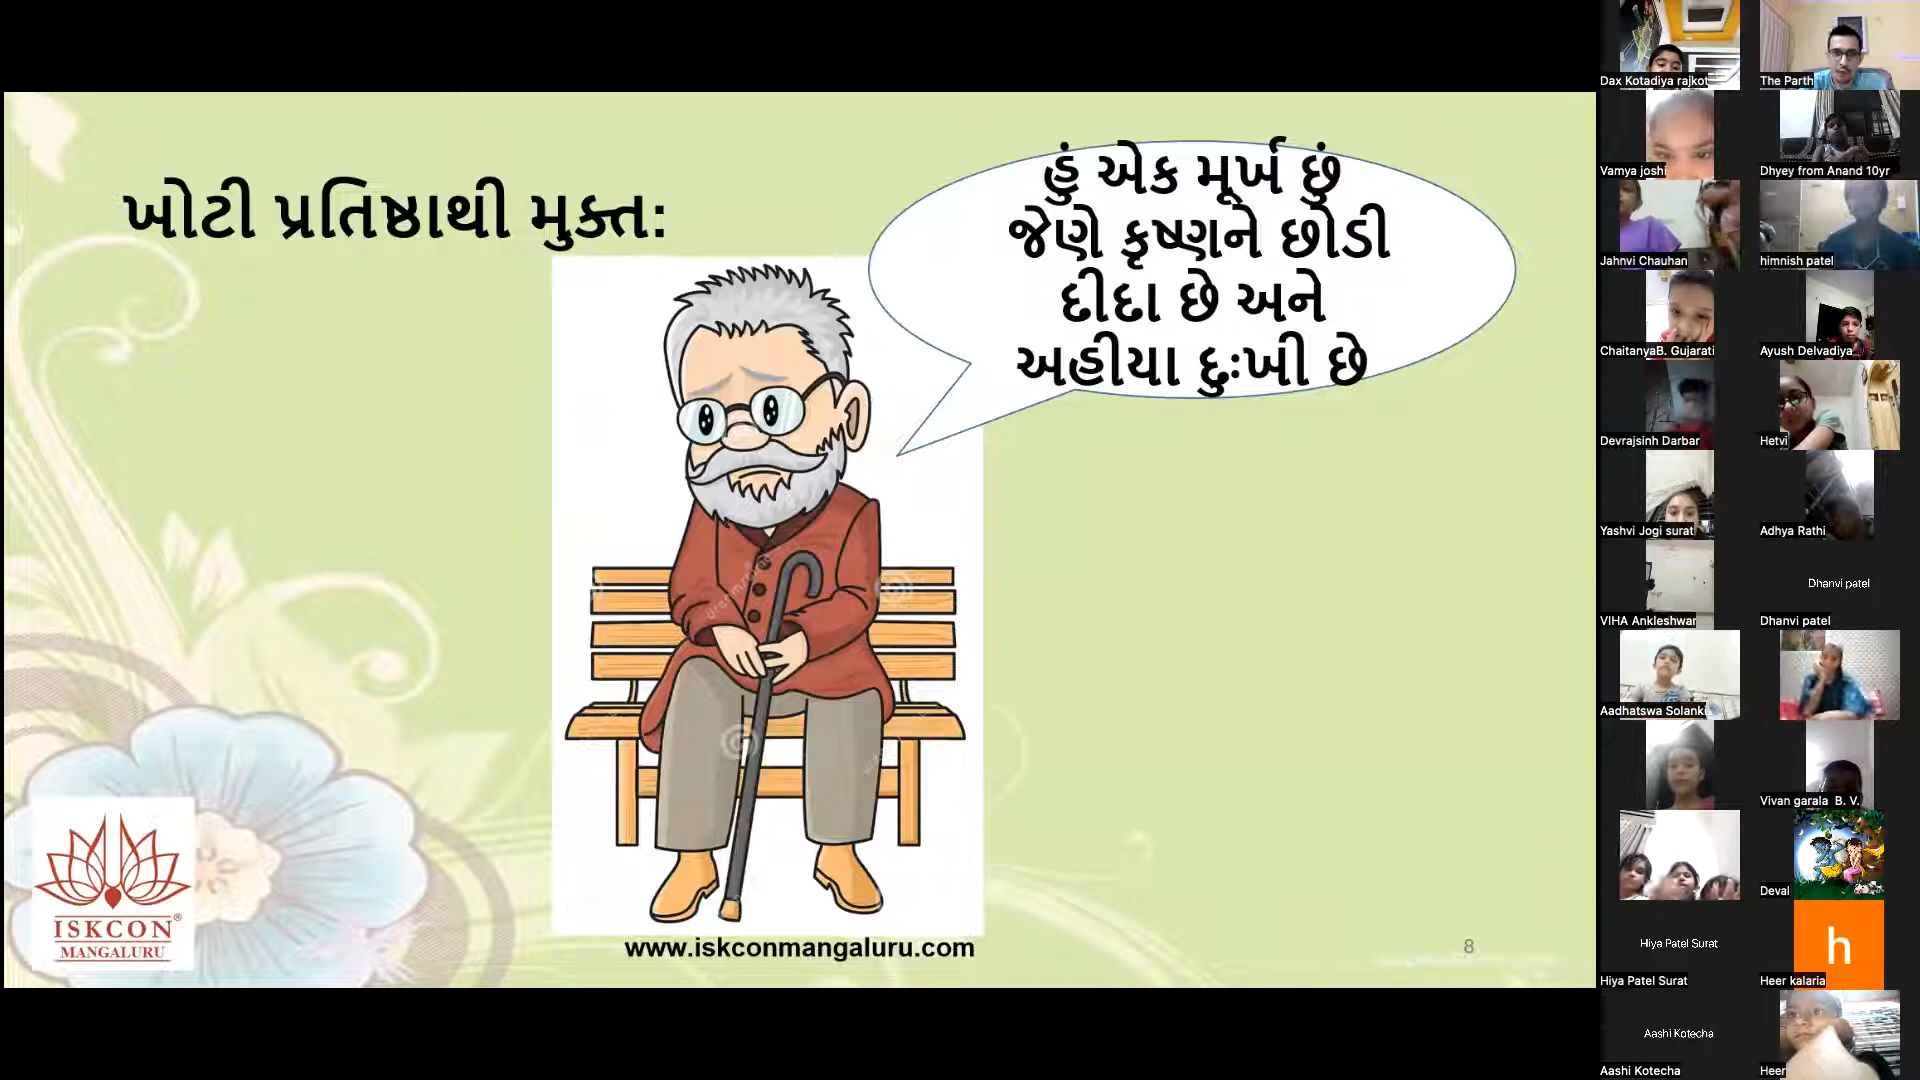 ખોટી પ્રતિષ્ઠાથી મુક્ત:
હું એક મૂર્ખ છું
જેણે કૃષ્ણને છોડી
દીદા છે અને
અહીયા દુઃખી છે
ISKCON®
MANGALURU
www.iskconmangaluru.com
8
Dax Kotadiya rajkot
The Parth
Vamya joshi
Dhyey from Anand 10yr
Jahnvi Chauhan
himnish patel
ChaitanyaB. Gujarati
Ayush Delvadiya
Devrajsinh Darbar
Hetvi
Yashvi Jogi surat
Adhya Rathi
VIHA Ankleshwar
Dhanvi patel
Dhanvi patel
Aadhatswa Solanki
Vivan garala B. V.
Deval
Hiya Patel Surat
Hiya Patel Surat
h
Heer kalaria
Aashi Kotecha
Aashi Kotecha
Heer